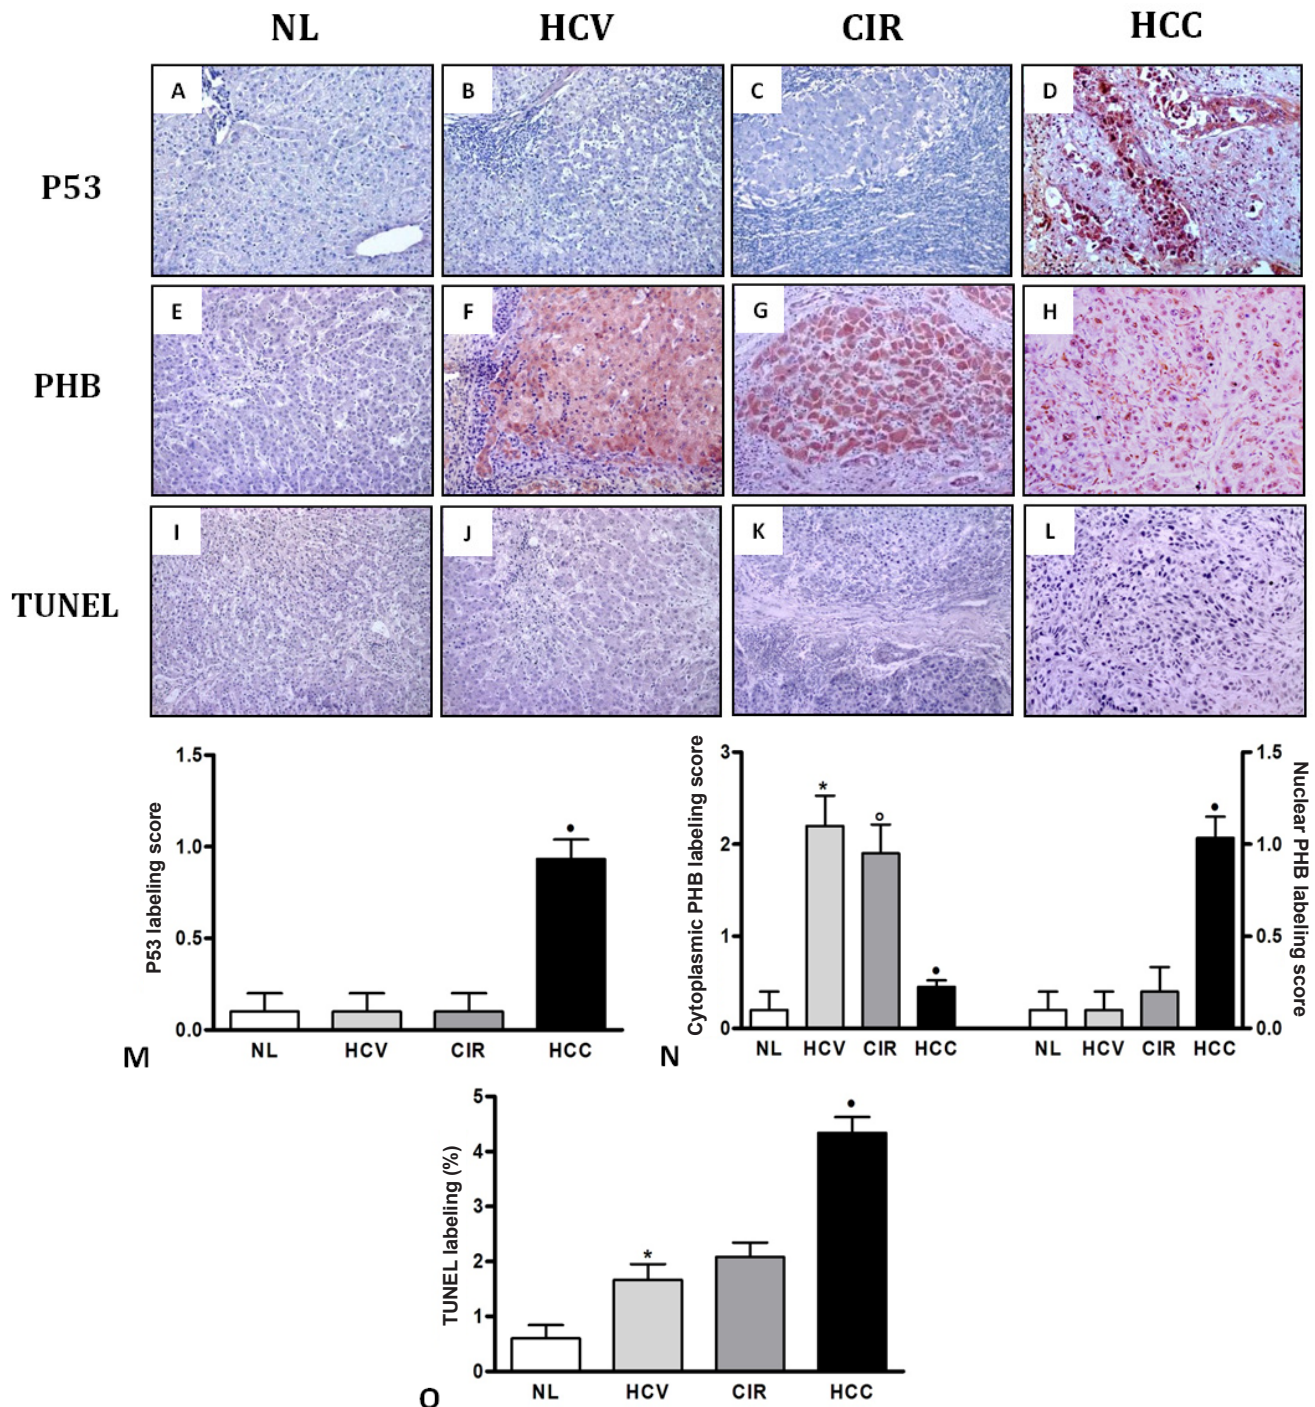 NL HCV CIR HCC
P53
A B C D
PHB
E F G H
TUNEL
I J K L
P53 labeling score
1.5
1.0
0.5
0.0
*
•
NL HCV CIR HCC
M
Cytoplasmic PHB labeling score
3
2
1
0
*
○
•
•
NL HCV CIR HCC
NL HCV CIR HCC
1.5
1.0
0.5
0.0
Nuclear PHB labeling score
N
TUNEL labeling (%)
5
4
3
2
1
0
*
•
NL HCV CIR HCC
O